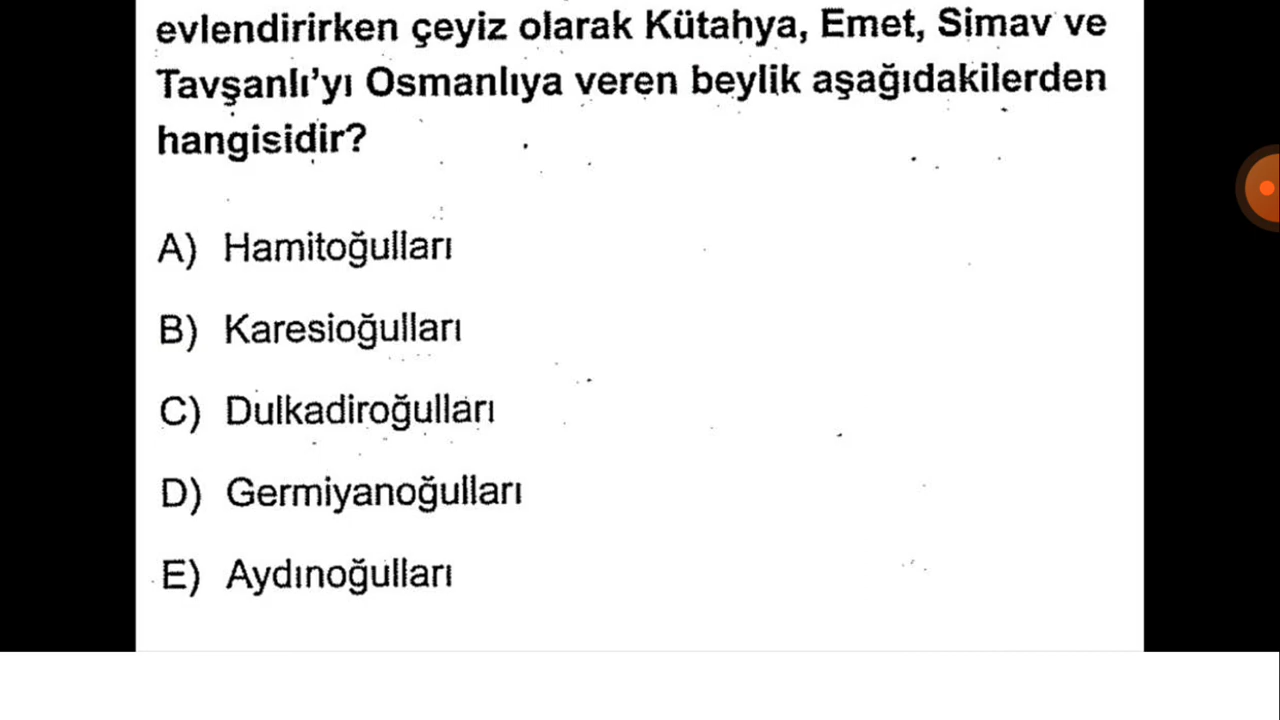 evlendirirken çeyiz olarak Kütahya, Emet, Simav ve
Tavşanlı'yı Osmanlıya veren beylik aşağıdakilerden
hangisidir?
A) Hamitoğulları
B) Karesioğulları
C) Dulkadiroğulları
D) Germiyanoğulları
E) Aydınoğulları